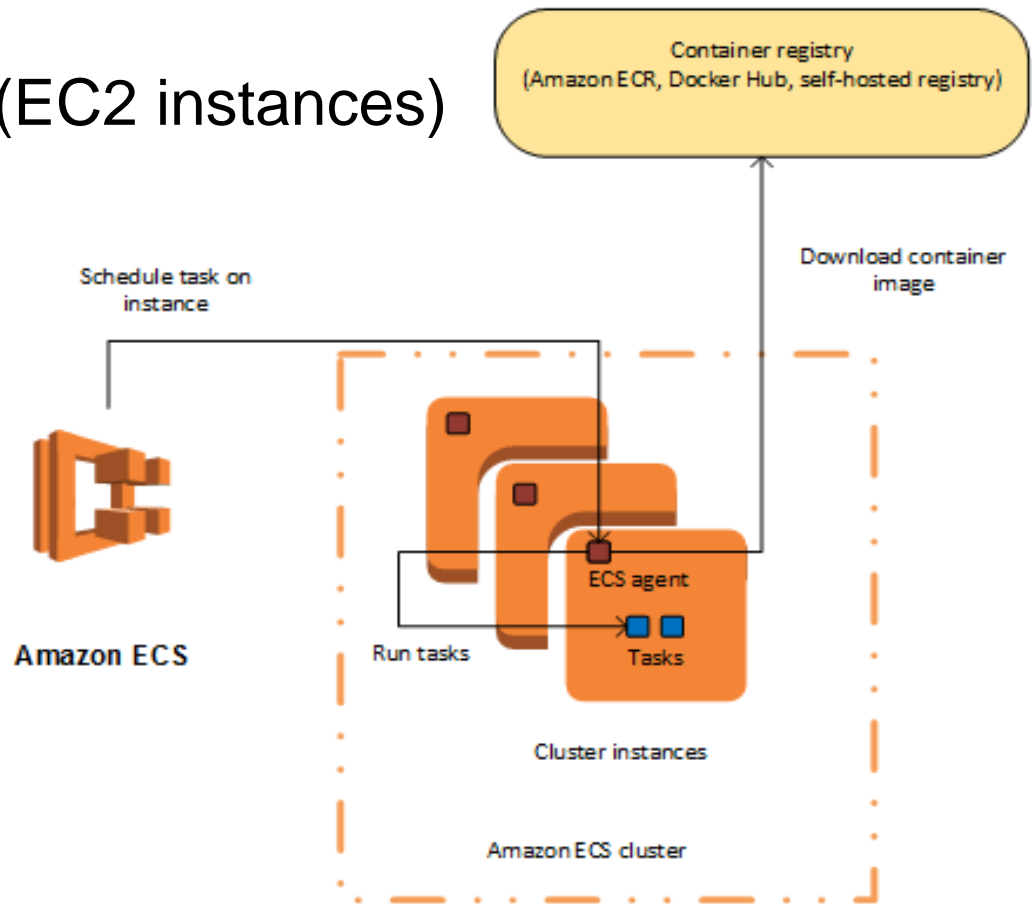 (EC2 instances)
Container registry
(Amazon ECR, Docker Hub, self-hosted registry)
Schedule task on
instance
Download container
image
ECS agent
Amazon ECS
Run tasks
Tasks
Cluster instances
Amazon ECS cluster